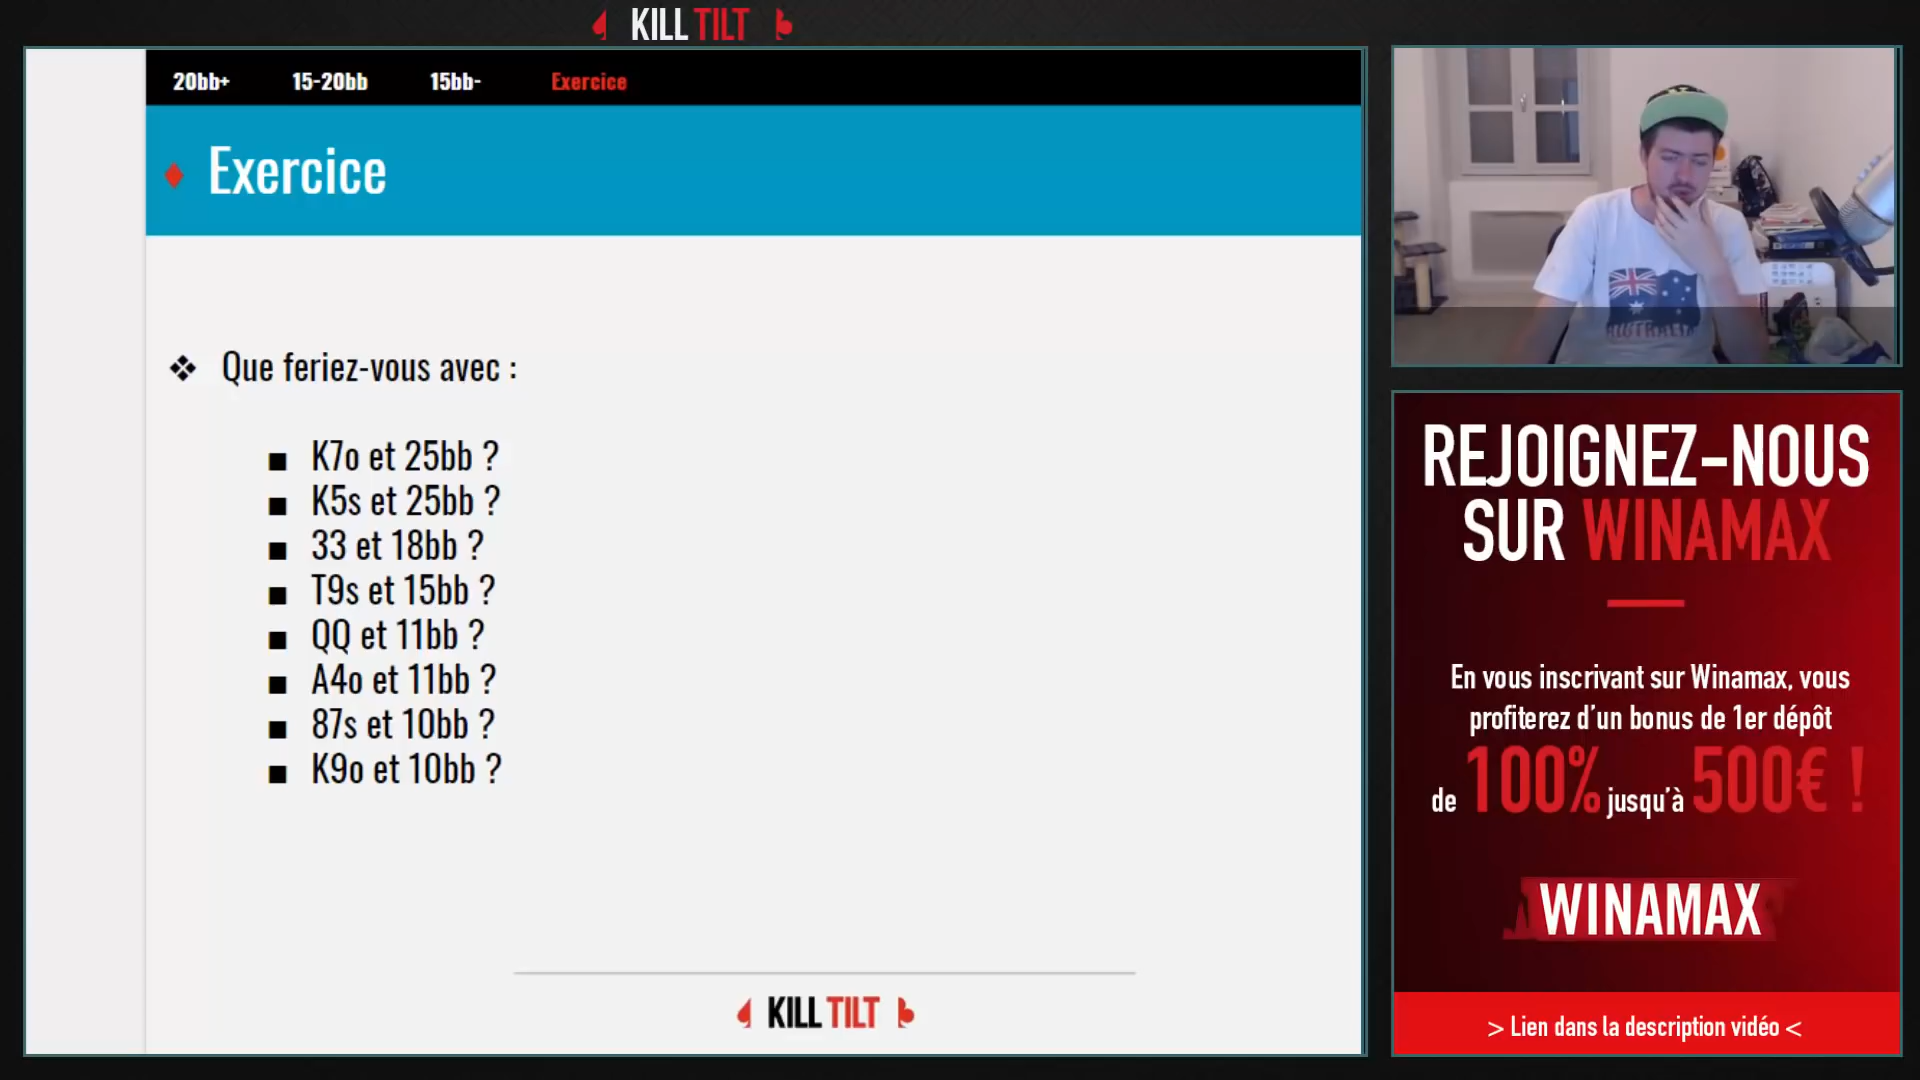 KILL TILT
20bb+ 15-20bb 15bb- Exercice
Exercice
Que feriez-vous avec :
K7o et 25bb ?
K5s et 25bb ?
33 et 18bb ?
T9s et 15bb ?
QQ et 11bb ?
A4o et 11bb ?
87s et 10bb ?
K9o et 10bb ?
KILL TILT
AUSTRALIA
REJOIGNEZ-NOUS
SUR WINAMAX
En vous inscrivant sur Winamax, vous
profiterez d'un bonus de 1er dépôt
de 100% jusqu'à 500€ !
WINAMAX
> Lien dans la description vidéo <